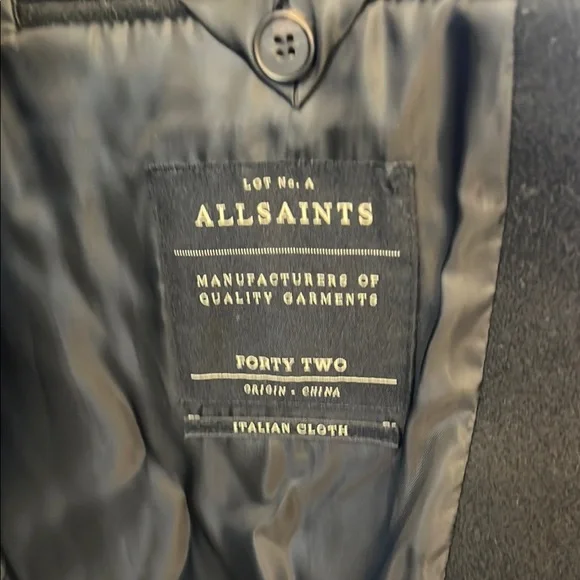 LOT No. A
ALLSAINTS
MANUFACTURERS OF
QUALITY GARMENTS
FORTY TWO
ORIGIN : CHINA
ITALIAN CLOTH